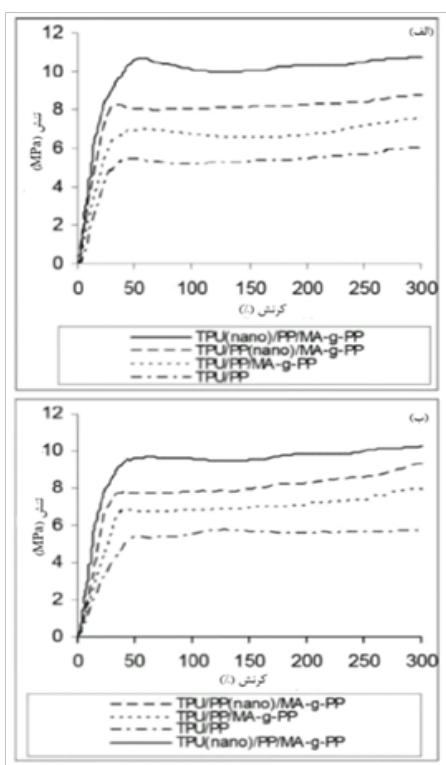 (الف)
12
10
8
6
4
2
0
تنش (MPa)
0 50 100 150 200 250 300
کرنش (٪)
TPU(nano)/PP/MA-g-PP
TPU/PP(nano)/MA-g-PP
TPU/PP/MA-g-PP
TPU/PP
(ب)
12
10
8
6
4
2
0
تنش (MPa)
0 50 100 150 200 250 300
کرنش (٪)
TPU/PP(nano)/MA-g-PP
TPU/PP/MA-g-PP
TPU/PP
TPU(nano)/PP/MA-g-PP